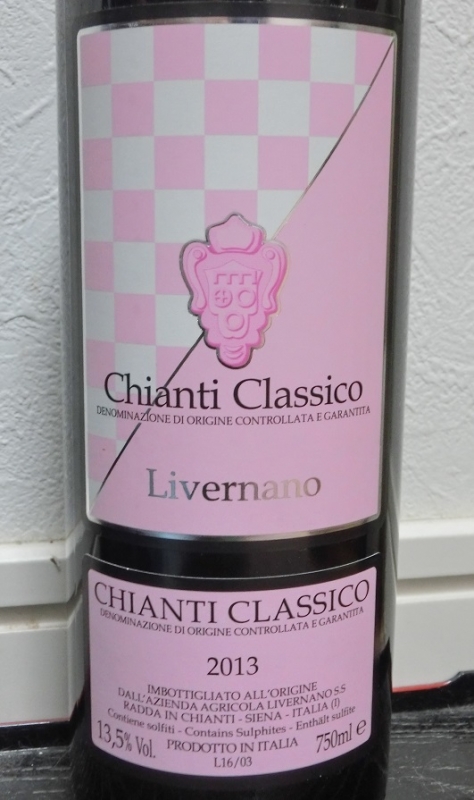 Chianti Classico
DENOMINAZIONE DI ORIGINE CONTROLLATA E GARANTITA
Livernano
CHIANTI CLASSICO
DENOMINAZIONE DI ORIGINE CONTROLLATA E GARANTITA
2013
IMBOTTIGLIATO ALL'ORIGINE
DALL'AZIENDA AGRICOLA LIVERNANO S.S
RADDA IN CHIANTI - SIENA - ITALIA (I)
Contiene solfiti - Contains Sulphites - Enthält sulfite
13,5% Vol. PRODOTTO IN ITALIA 750ml e
L16/03